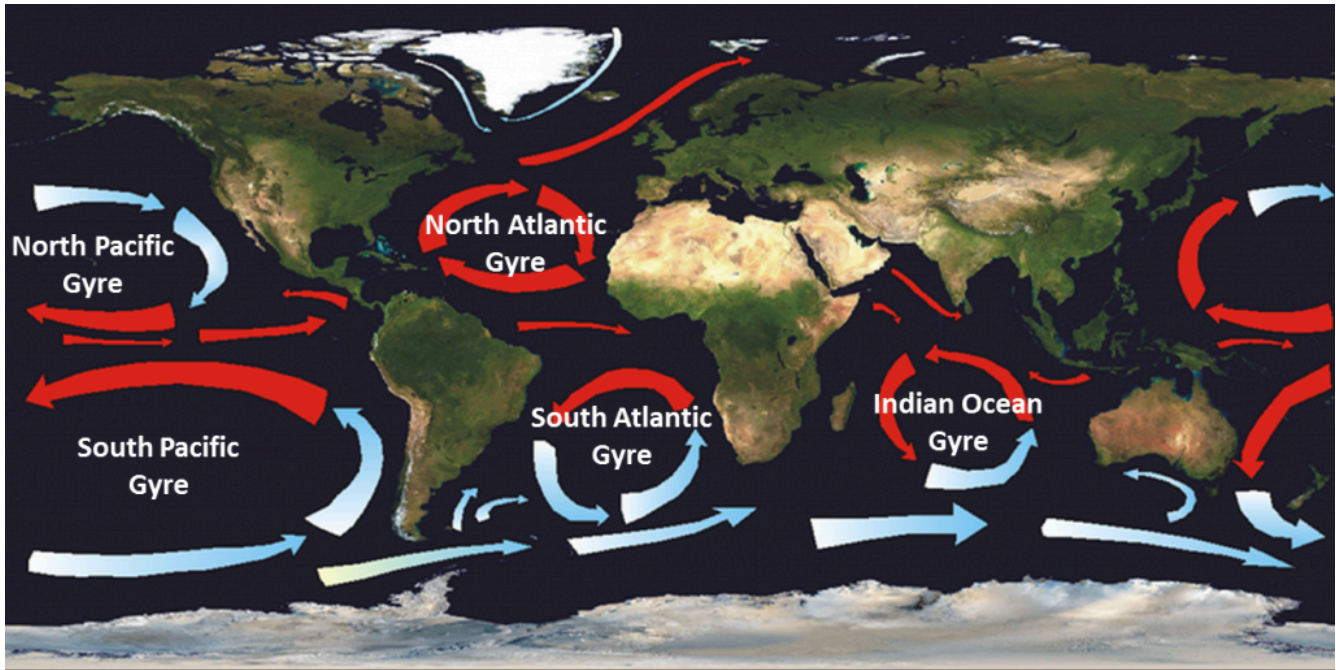 North Pacific
Gyre
North Atlantic
Gyre
South Pacific
Gyre
South Atlantic
Gyre
Indian Ocean
Gyre